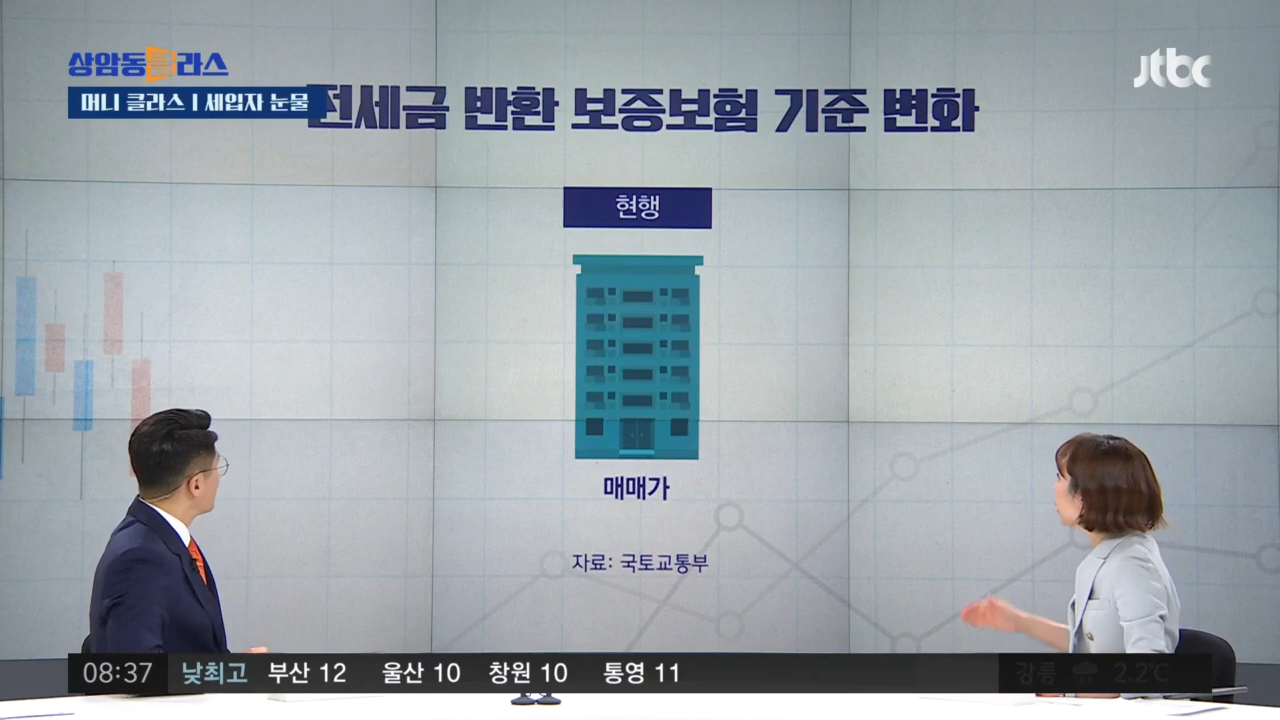 상암동클라스
jtbc
머니 클라스 | 세입자 눈물
전세금 반환 보증보험 기준 변화
현행
매매가
자료: 국토교통부
08:37 낮최고 부산 12 울산 10 창원 10 통영 11
강릉 2.2℃